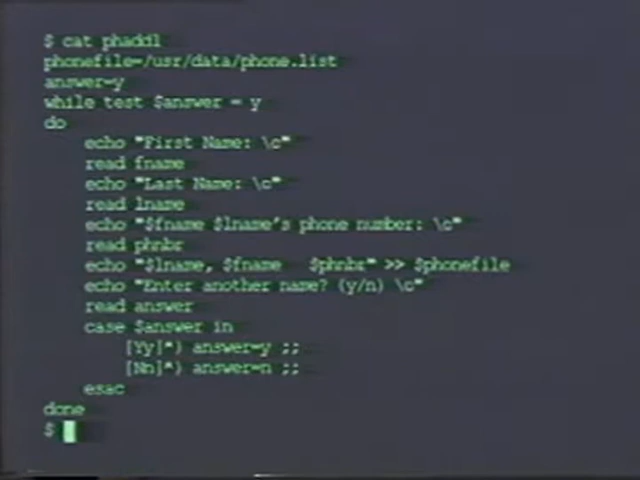 $ cat phadd1
phonefile=/usr/data/phone.list
answer=y
while test $answer = y
do
echo "First Name: \c"
read fname
echo "Last Name: \c"
read lname
echo "$fname $lname's phone number: \c"
read phnbr
echo "$lname, $fname   $phnbr" >> $phonefile
echo "Enter another name? (y/n) \c"
read answer
case $answer in
[Yy]*) answer=y ;;
[Nn]*) answer=n ;;
esac
done
$